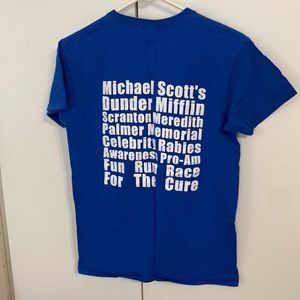 Michael Scott's
Dunder Mifflin
Scranton Meredith
Palmer Memorial
Celebrity Rabies
Awareness Pro-Am
Fun Run Race
For The Cure